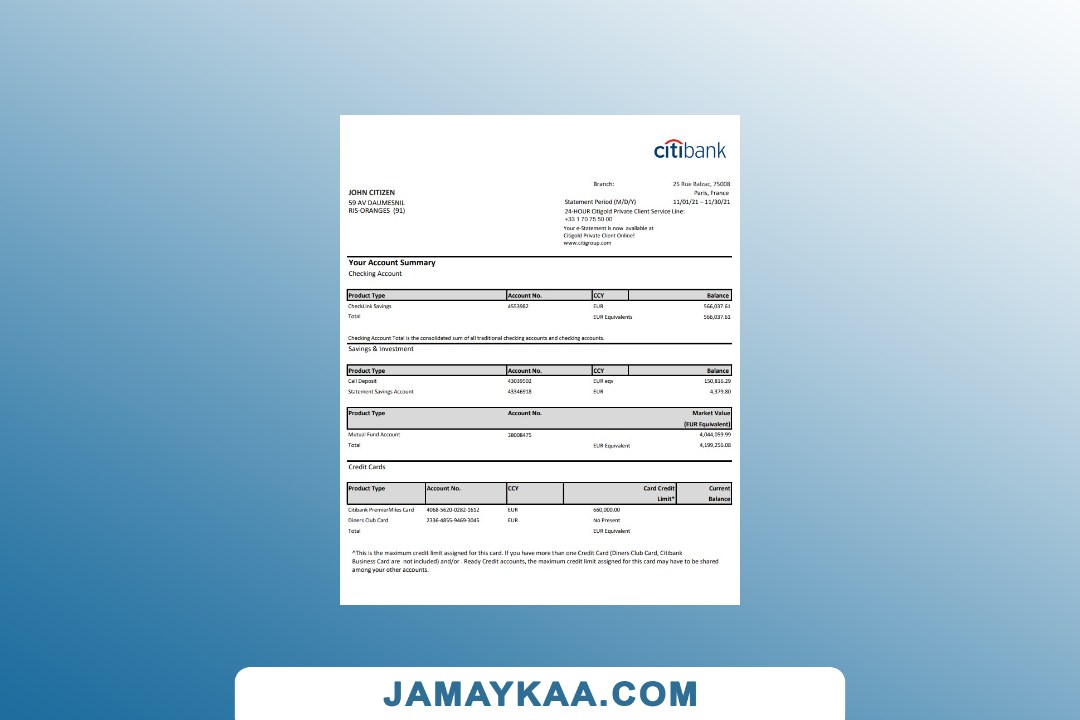 citibank
Branch: 25 Rue Balzac, 75008
Paris, France
JOHN CITIZEN
59 AV DAUMESNIL
RIS-ORANGES (91)
Statement Period (M/D/Y) 11/01/21 – 11/30/21
24-HOUR Citigold Private Client Service Line:
+33 1 70 75 50 00
Your e-Statement is now available at
Citigold Private Client Online!
www.citigroup.com
Your Account Summary
Checking Account
Product Type Account No. CCY Balance
CheckLink Savings 4553982 EUR 566,037.61
Total EUR Equivalents 566,037.61
Checking Account Total is the consolidated sum of all traditional checking accounts and checking accounts.
Savings & Investment
Product Type Account No. CCY Balance
Call Deposit 43039502 EUR eqv 150,816.29
Statement Savings Account 43346918 EUR 4,379.80
Product Type Account No. Market Value
(EUR Equivalent)
Mutual Fund Account 38008475 4,044,059.99
Total EUR Equivalent 4,199,256.08
Credit Cards
Product Type Account No. CCY Card Credit Current
Limit^ Balance
Citibank PremierMiles Card 4068-5620-0282-1612 EUR 660,000.00
Diners Club Card 2336-4855-9469-3045 EUR No Present
Total EUR Equivalent
^This is the maximum credit limit assigned for this card. If you have more than one Credit Card (Diners Club Card, Citibank
Business Card are not included) and/or . Ready Credit accounts, the maximum credit limit assigned for this card may have to be shared
among your other accounts.
JAMAYKAA.COM